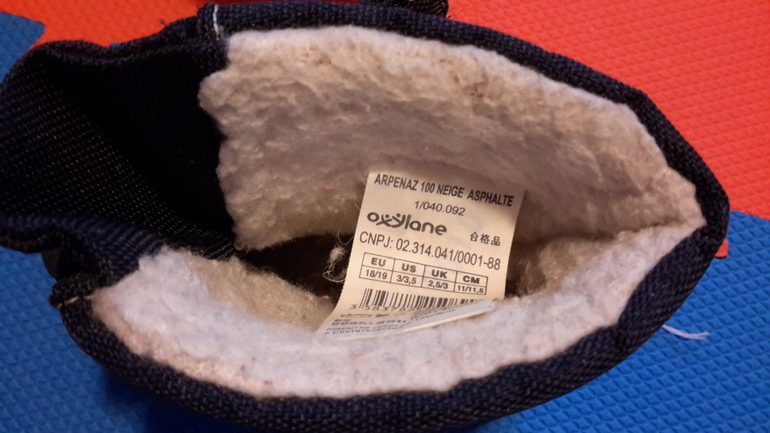 ARPENAZ 100 NEIGE ASPHALTE
1/040.092
oxylane 合格品
CNPJ: 02.314.041/0001-88
EU US UK CM
18/19 3/3,5 2,5/3 11/11,5